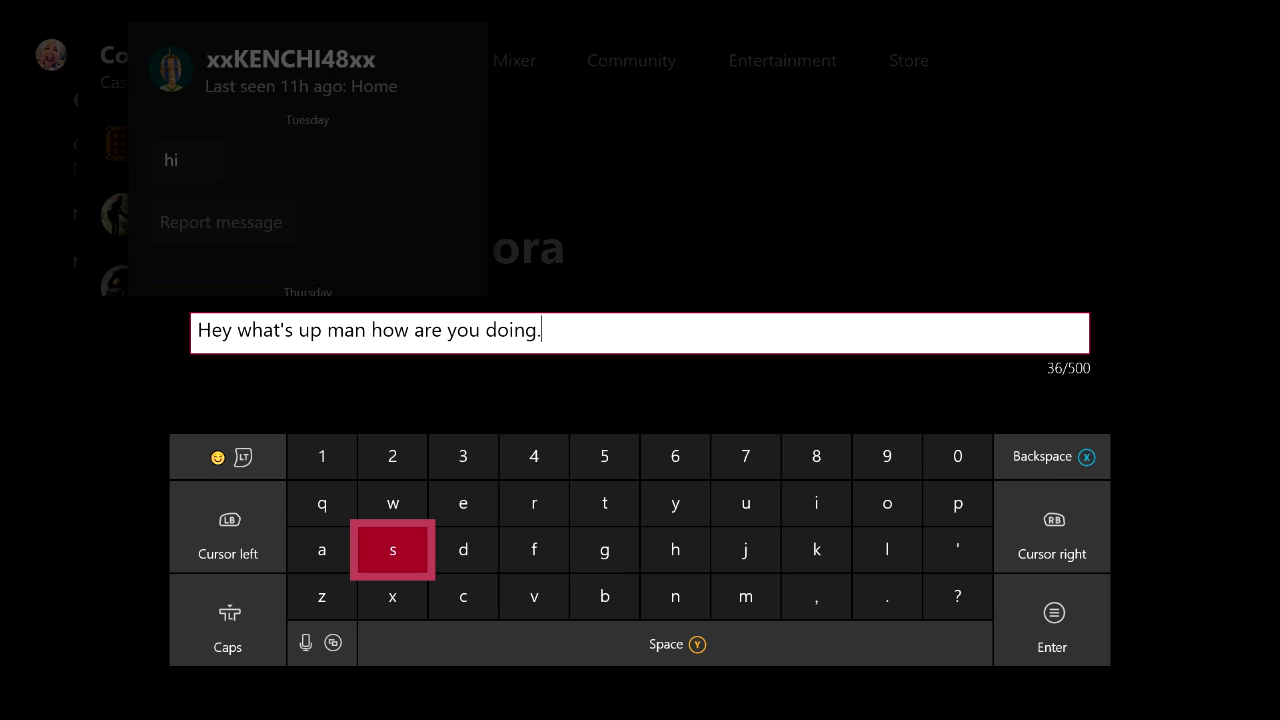 Co
Cas
xxKENCHI48xx
Last seen 11h ago: Home
Mixer
Community
Entertainment
Store
Tuesday
hi
Report message
ora
Thursday
Hey what's up man how are you doing.
36/500
LT
1
2
3
4
5
6
7
8
9
0
Backspace X
q
w
e
r
t
y
u
i
o
p
LB
Cursor left
a
s
d
f
g
h
j
k
l
'
RB
Cursor right
z
x
c
v
b
n
m
,
.
?
Caps
Space Y
Enter